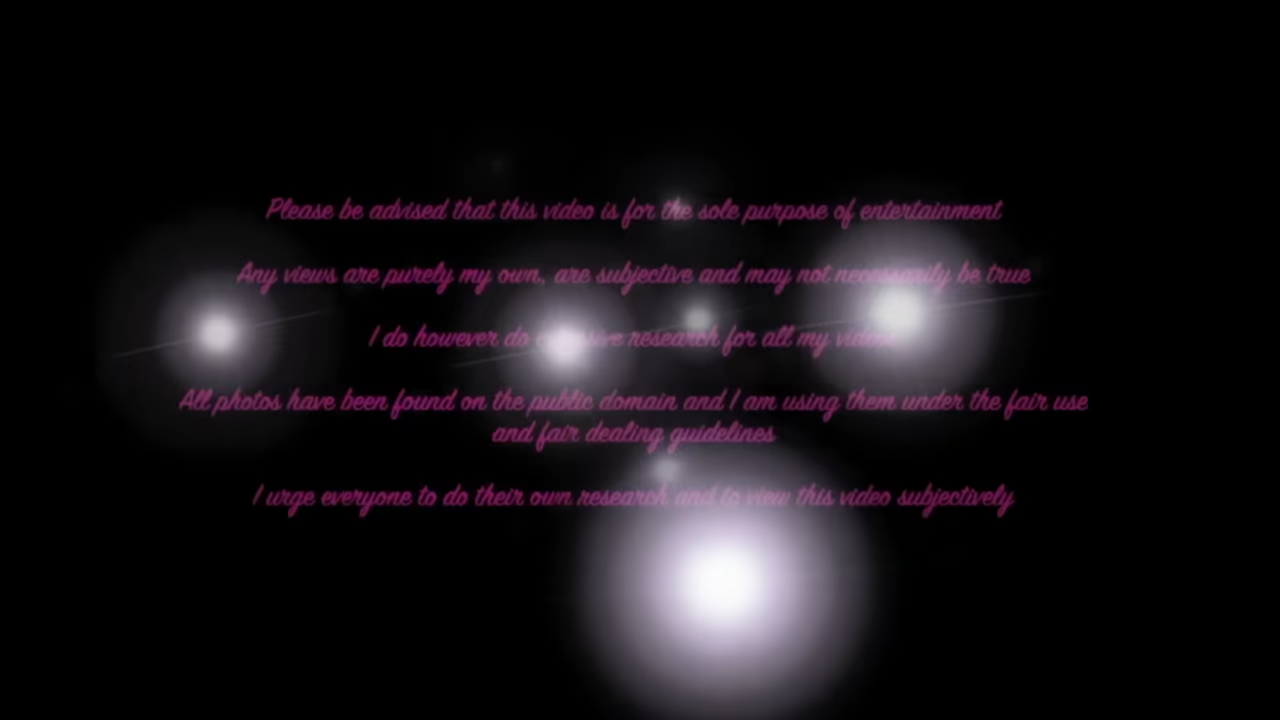 Please be advised that this video is for the sole purpose of entertainment
Any views are purely my own, are subjective and may not necessarily be true
I do however do research for all my videos
All photos have been found on the public domain and I am using them under the fair use
and fair dealing guidelines
I urge everyone to do their own research and to view this video subjectively